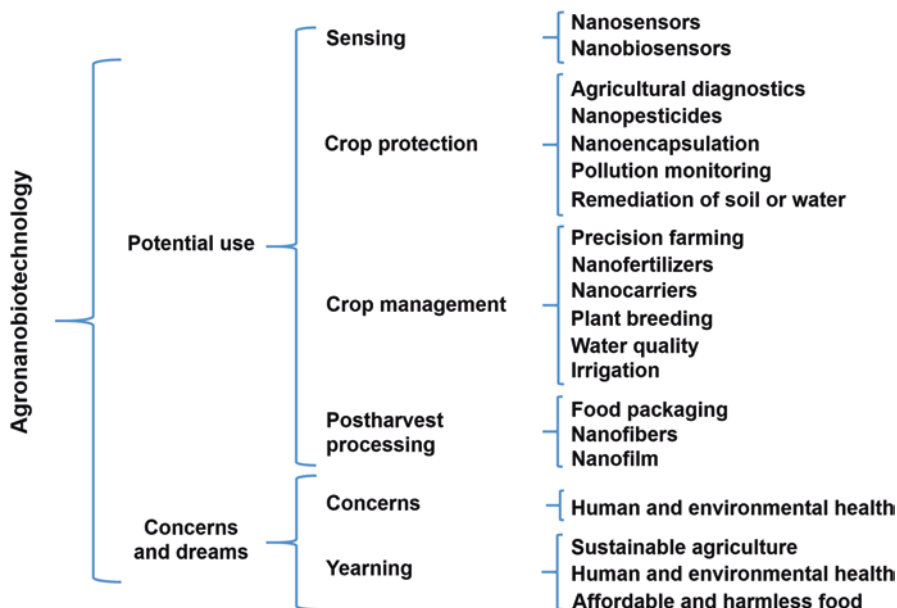 Agronanobiotechnology
Potential use
Sensing
Nanosensors
Nanobiosensors
Crop protection
Agricultural diagnostics
Nanopesticides
Nanoencapsulation
Pollution monitoring
Remediation of soil or water
Crop management
Precision farming
Nanofertilizers
Nanocarriers
Plant breeding
Water quality
Irrigation
Postharvest
processing
Food packaging
Nanofibers
Nanofilm
Concerns
and dreams
Concerns
Human and environmental health
Yearning
Sustainable agriculture
Human and environmental health
Affordable and harmless food